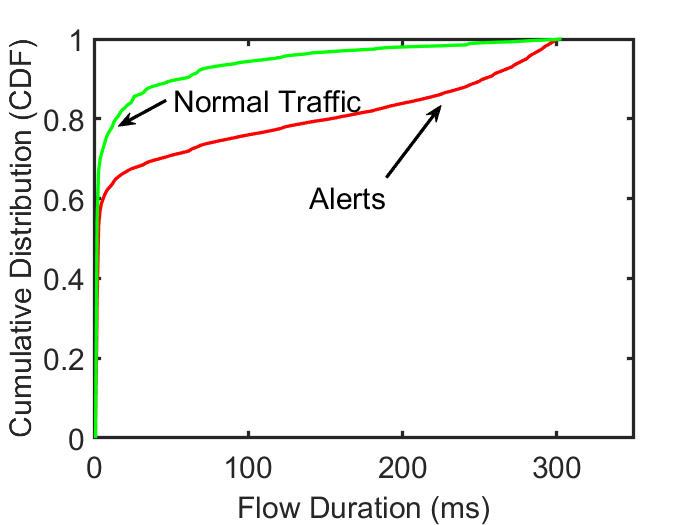 1
0.8
0.6
0.4
0.2
0
Cumulative Distribution (CDF)
Normal Traffic
Alerts
0 100 200 300
Flow Duration (ms)